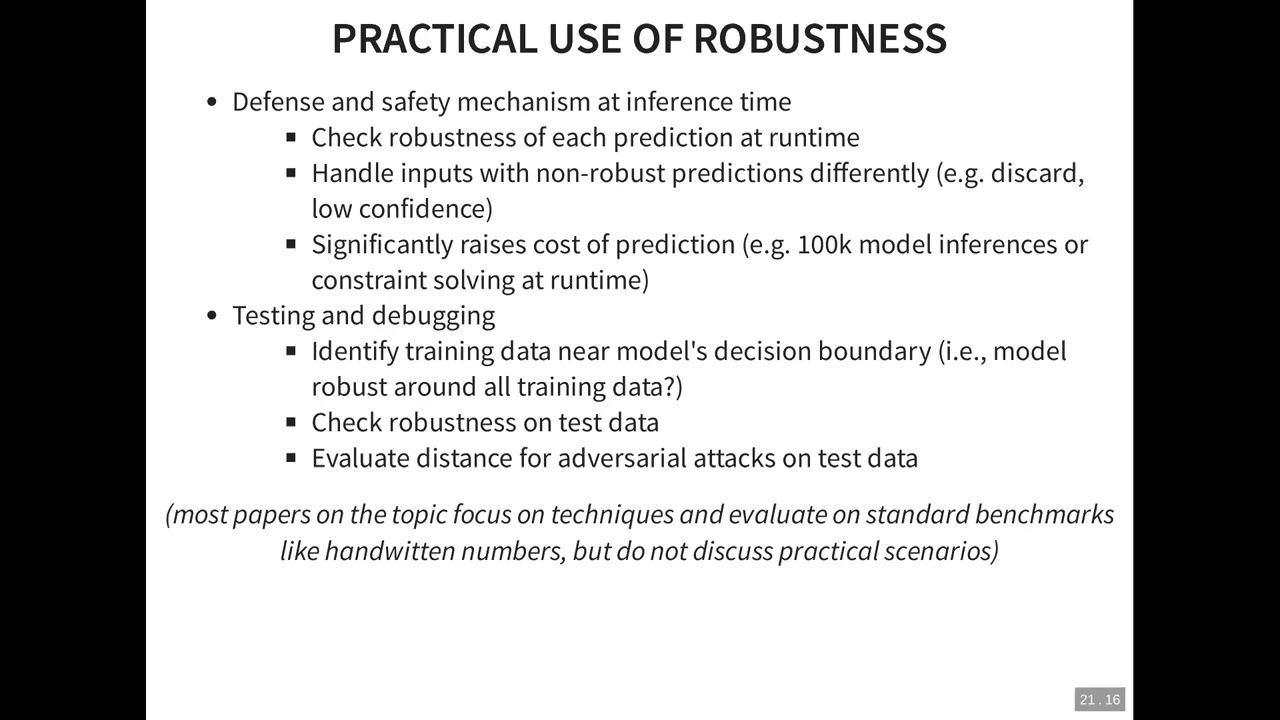 PRACTICAL USE OF ROBUSTNESS
• Defense and safety mechanism at inference time
▪ Check robustness of each prediction at runtime
▪ Handle inputs with non-robust predictions differently (e.g. discard,
low confidence)
▪ Significantly raises cost of prediction (e.g. 100k model inferences or
constraint solving at runtime)
• Testing and debugging
▪ Identify training data near model's decision boundary (i.e., model
robust around all training data?)
▪ Check robustness on test data
▪ Evaluate distance for adversarial attacks on test data
(most papers on the topic focus on techniques and evaluate on standard benchmarks
like handwitten numbers, but do not discuss practical scenarios)
21 . 16